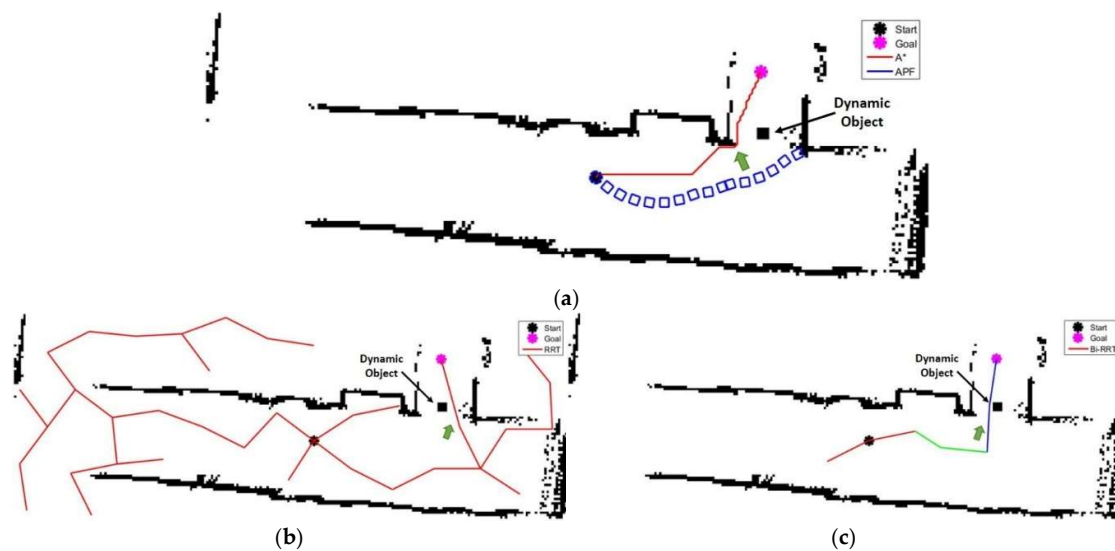 Start
Goal
A*
APF
Dynamic
Object
(a)
Start
Goal
RRT
Dynamic
Object
(b)
Start
Goal
Bi-RRT
Dynamic
Object
(c)